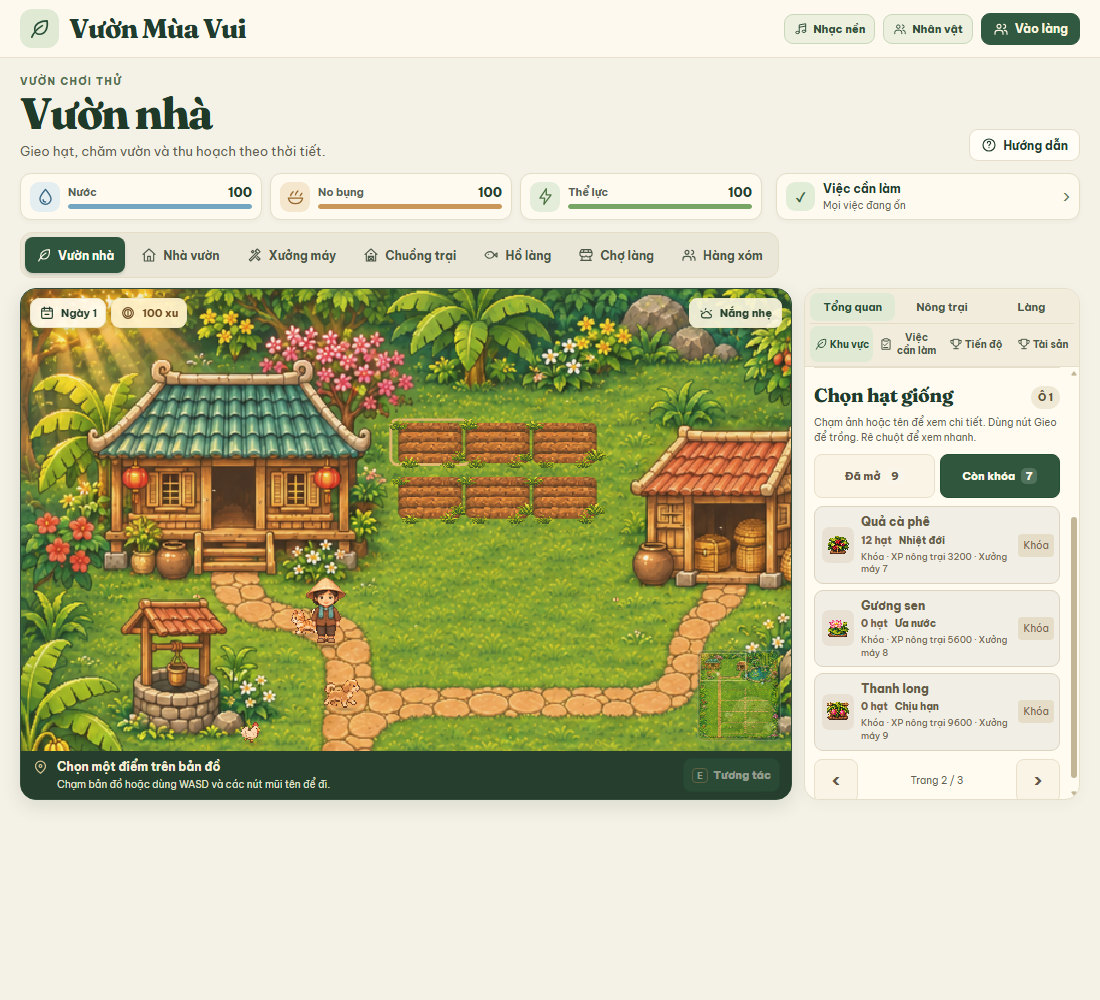 Vườn Mùa Vui
Nhạc nền
Nhân vật
Vào làng
VƯỜN CHƠI THỬ
Vườn nhà
Gieo hạt, chăm vườn và thu hoạch theo thời tiết.
Hướng dẫn
Nước 100
No bụng 100
Thể lực 100
Việc cần làm
Mọi việc đang ổn
Vườn nhà
Nhà vườn
Xưởng máy
Chuồng trại
Hồ làng
Chợ làng
Hàng xóm
Ngày 1
100 xu
Nắng nhẹ
Chọn một điểm trên bản đồ
Chạm bản đồ hoặc dùng WASD và các nút mũi tên để đi.
E Tương tác
Tổng quan
Nông trại
Làng
Khu vực
Việc
cần làm
Tiến độ
Tài sản
Chọn hạt giống
Ô 1
Chạm ảnh hoặc tên để xem chi tiết. Dùng nút Gieo
để trồng. Rê chuột để xem nhanh.
Đã mở 9
Còn khóa 7
Quả cà phê
12 hạt Nhiệt đới
Khóa · XP nông trại 3200 · Xưởng
máy 7
Khóa
Gương sen
0 hạt Ưa nước
Khóa · XP nông trại 5600 · Xưởng
máy 8
Khóa
Thanh long
0 hạt Chịu hạn
Khóa · XP nông trại 9600 · Xưởng
máy 9
Khóa
Trang 2 / 3